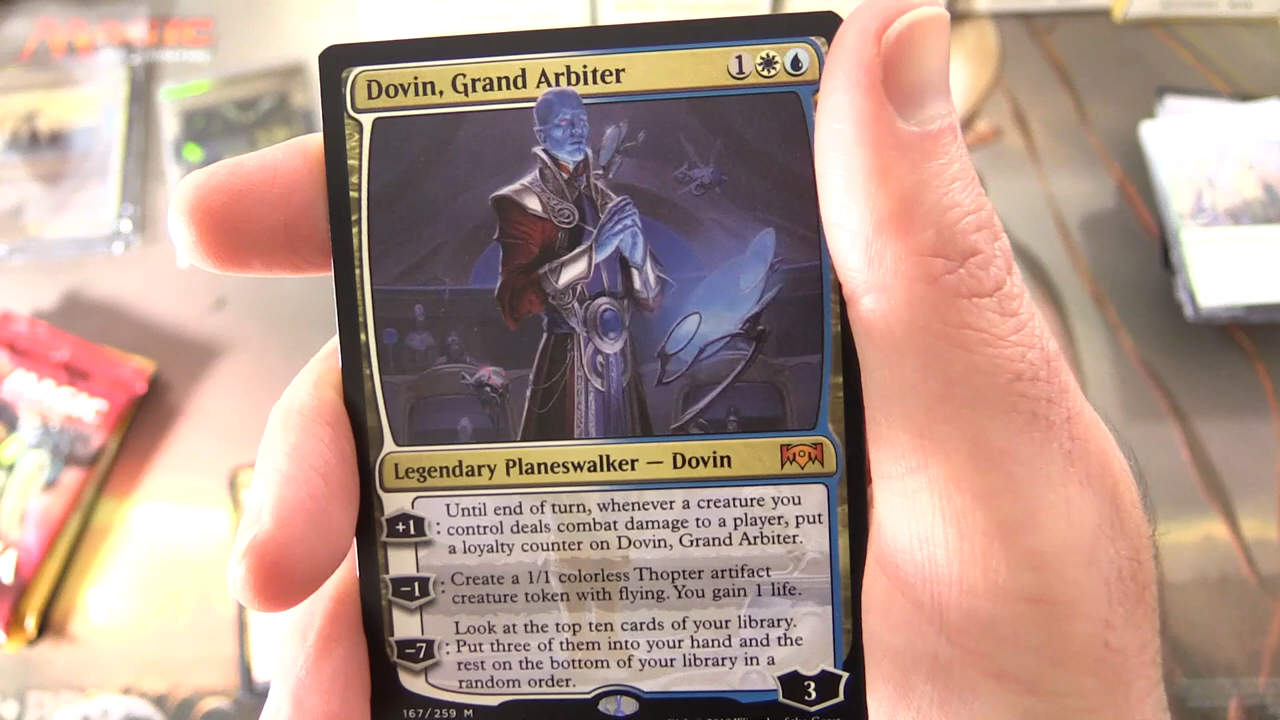 MAGIC
Dovin, Grand Arbiter
1
Legendary Planeswalker — Dovin
+1 : Until end of turn, whenever a creature you
control deals combat damage to a player, put
a loyalty counter on Dovin, Grand Arbiter.
−1 : Create a 1/1 colorless Thopter artifact
creature token with flying. You gain 1 life.
−7 : Look at the top ten cards of your library.
Put three of them into your hand and the
rest on the bottom of your library in a
random order.
3
167/259 M